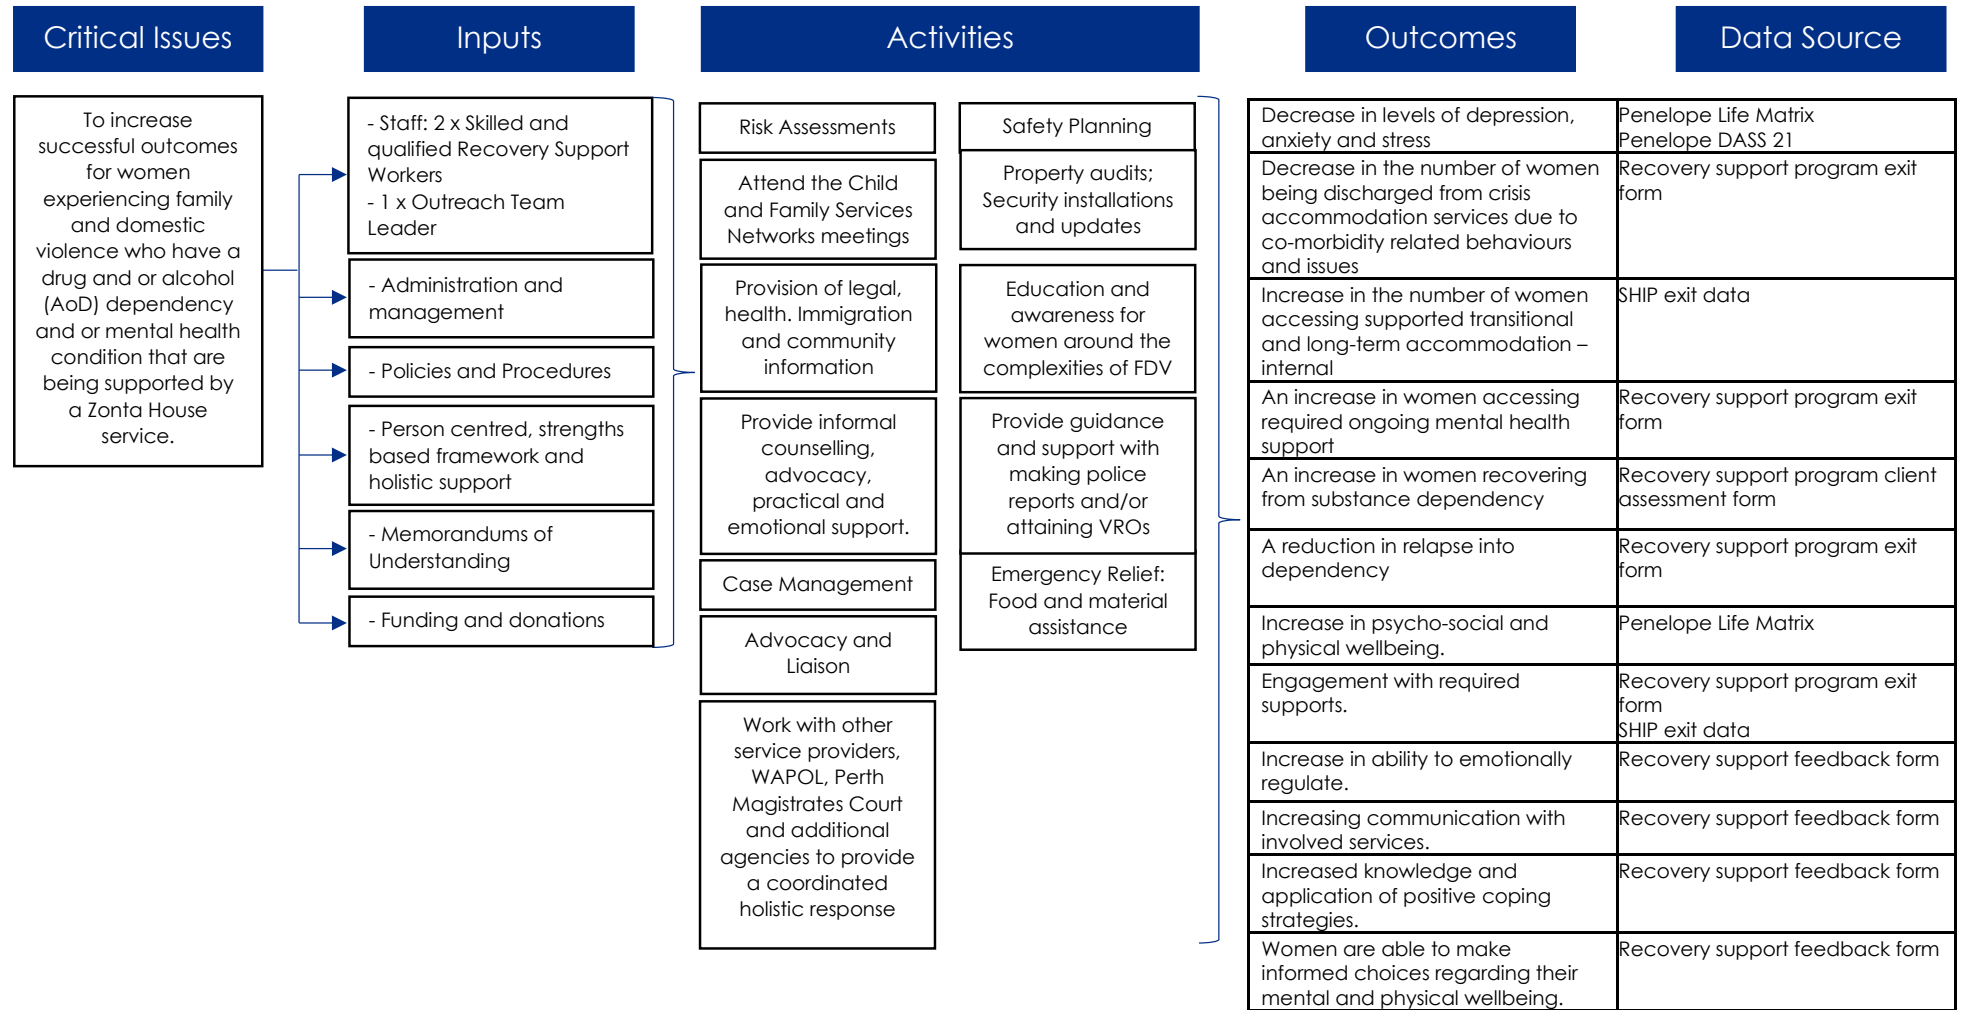 Critical Issues
Inputs
Activities
Outcomes
Data Source
To increase
successful outcomes
for women
experiencing family
and domestic
violence who have a
drug and or alcohol
(AoD) dependency
and or mental health
condition that are
being supported by
a Zonta House
service.
- Staff: 2 x Skilled and
qualified Recovery Support
Workers
- 1 x Outreach Team
Leader
- Administration and
management
- Policies and Procedures
- Person centred, strengths
based framework and
holistic support
- Memorandums of
Understanding
- Funding and donations
Risk Assessments
Attend the Child
and Family Services
Networks meetings
Provision of legal,
health. Immigration
and community
information
Provide informal
counselling,
advocacy,
practical and
emotional support.
Case Management
Advocacy and
Liaison
Work with other
service providers,
WAPOL, Perth
Magistrates Court
and additional
agencies to provide
a coordinated
holistic response
Safety Planning
Property audits;
Security installations
and updates
Education and
awareness for
women around the
complexities of FDV
Provide guidance
and support with
making police
reports and/or
attaining VROs
Emergency Relief:
Food and material
assistance
Decrease in levels of depression,
anxiety and stress
Penelope Life Matrix
Penelope DASS 21
Decrease in the number of women
being discharged from crisis
accommodation services due to
co-morbidity related behaviours
and issues
Recovery support program exit
form
Increase in the number of women
accessing supported transitional
and long-term accommodation –
internal
SHIP exit data
An increase in women accessing
required ongoing mental health
support
Recovery support program exit
form
An increase in women recovering
from substance dependency
Recovery support program client
assessment form
A reduction in relapse into
dependency
Recovery support program exit
form
Increase in psycho-social and
physical wellbeing.
Penelope Life Matrix
Engagement with required
supports.
Recovery support program exit
form
SHIP exit data
Increase in ability to emotionally
regulate.
Recovery support feedback form
Increasing communication with
involved services.
Recovery support feedback form
Increased knowledge and
application of positive coping
strategies.
Recovery support feedback form
Women are able to make
informed choices regarding their
mental and physical wellbeing.
Recovery support feedback form